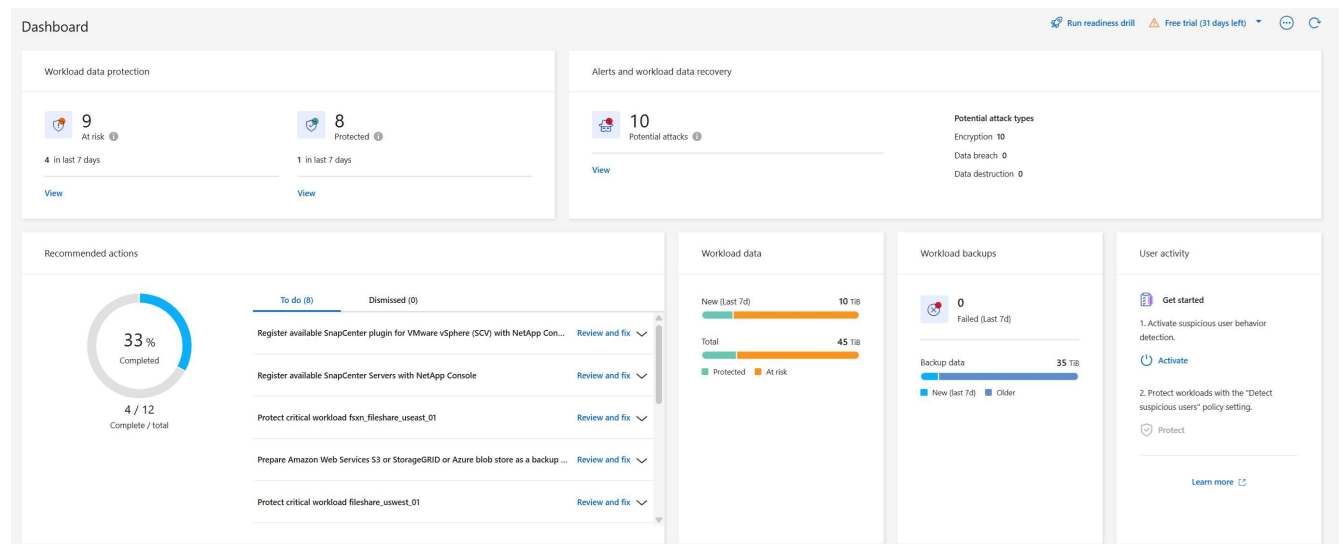 Dashboard
Run readiness drill
Free trial (31 days left)
Workload data protection
9
At risk
4 in last 7 days
View
8
Protected
1 in last 7 days
View
Alerts and workload data recovery
10
Potential attacks
View
Potential attack types
Encryption 10
Data breach 0
Data destruction 0
Recommended actions
33 %
Completed
4 / 12
Complete / total
To do (8)
Dismissed (0)
Register available SnapCenter plugin for VMware vSphere (SCV) with NetApp Con... Review and fix
Register available SnapCenter Servers with NetApp Console Review and fix
Protect critical workload fsxn_fileshare_useast_01 Review and fix
Prepare Amazon Web Services S3 or StorageGRID or Azure blob store as a backup ... Review and fix
Protect critical workload fileshare_uswest_01 Review and fix
Workload data
New (Last 7d) 10 TiB
Total 45 TiB
Protected At risk
Workload backups
0
Failed (Last 7d)
Backup data 35 TiB
New (last 7d) Older
User activity
Get started
1. Activate suspicious user behavior
detection.
Activate
2. Protect workloads with the "Detect
suspicious users" policy setting.
Protect
Learn more